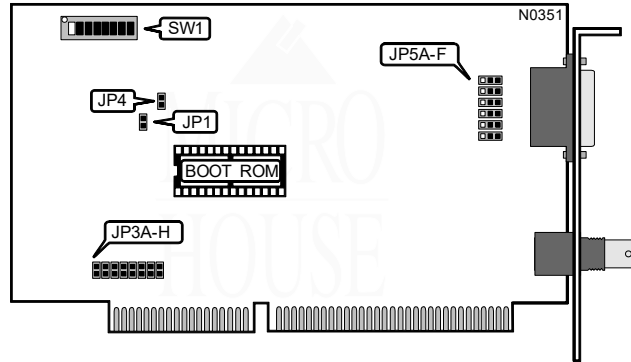 N0351
SW1
JP5A-F
JP4
JP1
MICRO
BOOT ROM
HOUSE
JP3A-H